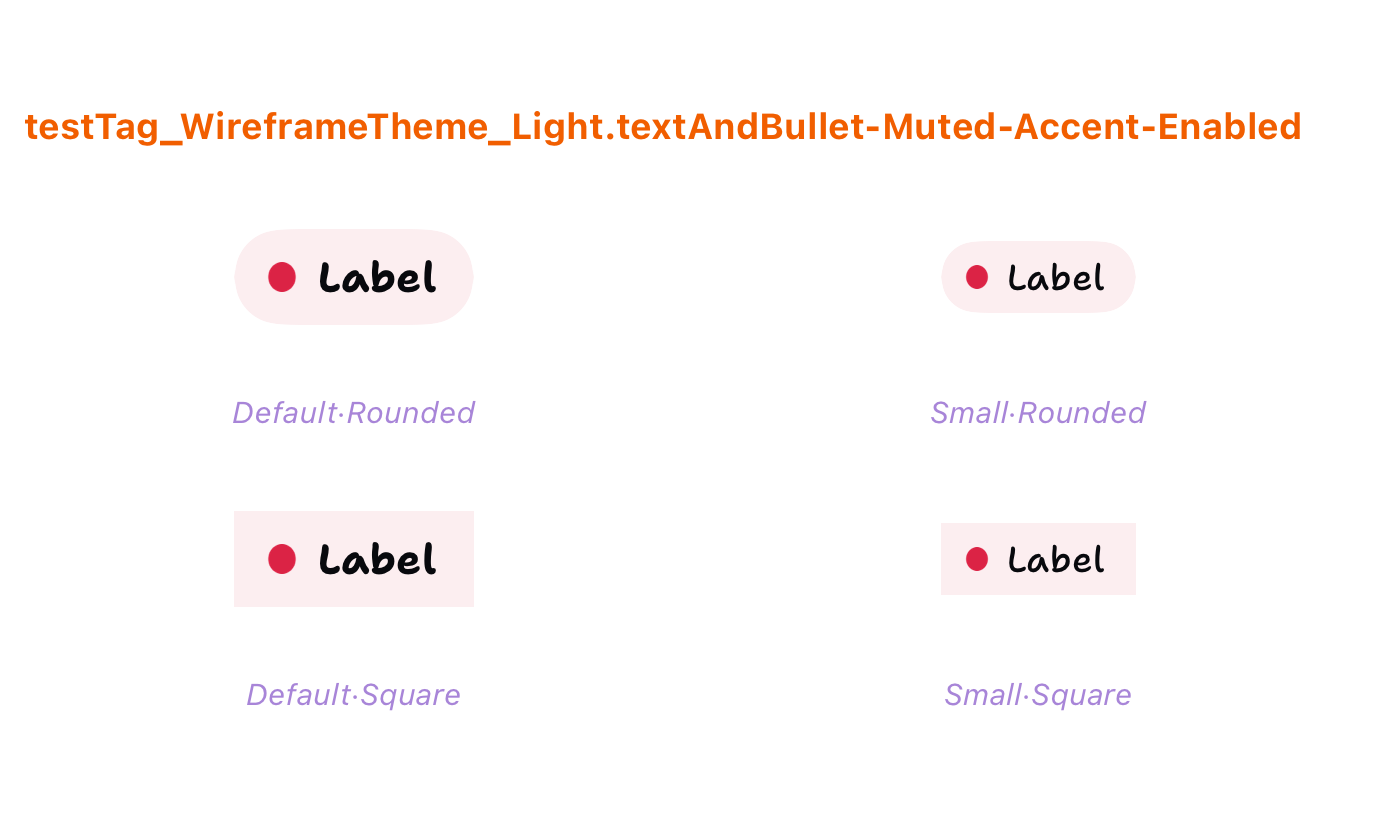 testTag_WireframeTheme_Light.textAndBullet-Muted-Accent-Enabled
Label
Label
Default·Rounded
Small·Rounded
Label
Label
Default·Square
Small·Square